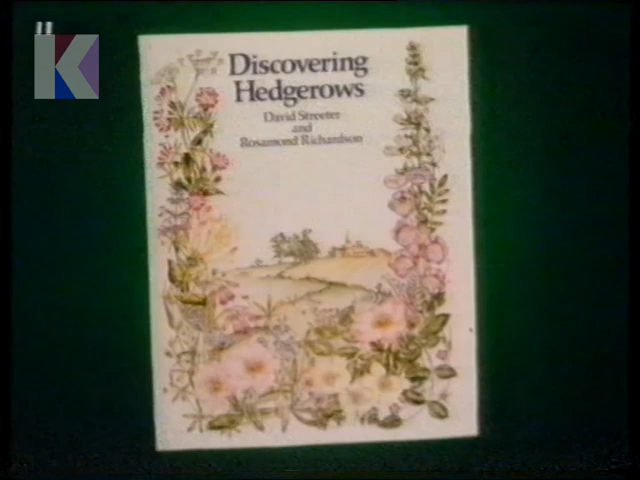 K
Discovering
Hedgerows
David Streeter
and
Rosamond Richardson